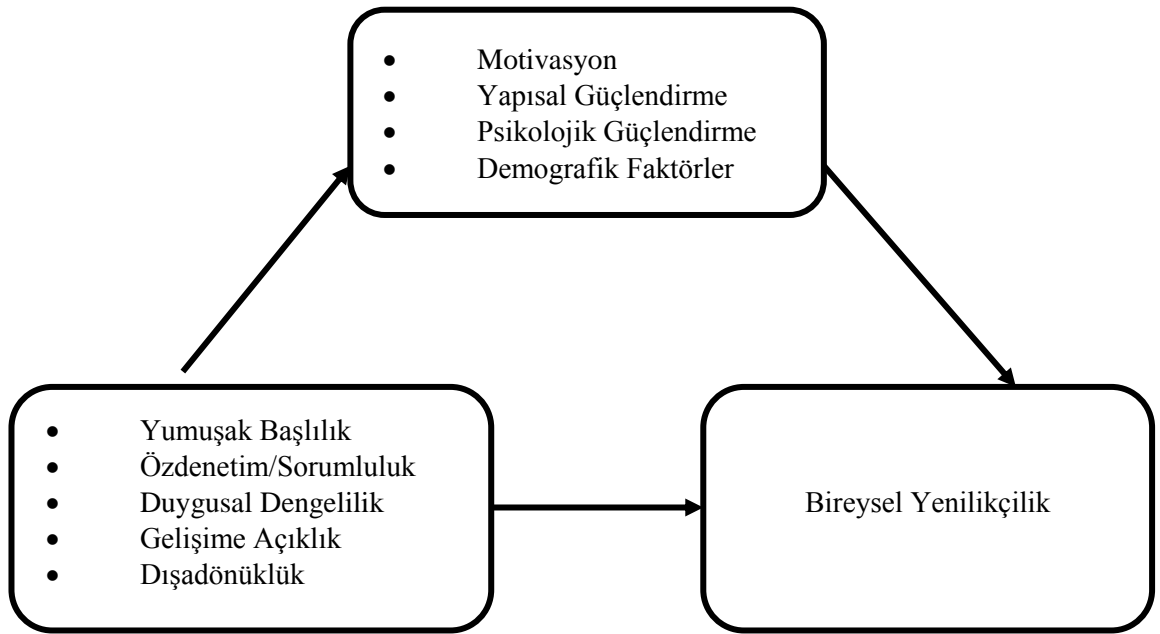 • Motivasyon
• Yapısal Güçlendirme
• Psikolojik Güçlendirme
• Demografik Faktörler
• Yumuşak Başlılık
• Özdenetim/Sorumluluk
• Duygusal Dengelilik
• Gelişime Açıklık
• Dışadönüklük
Bireysel Yenilikçilik